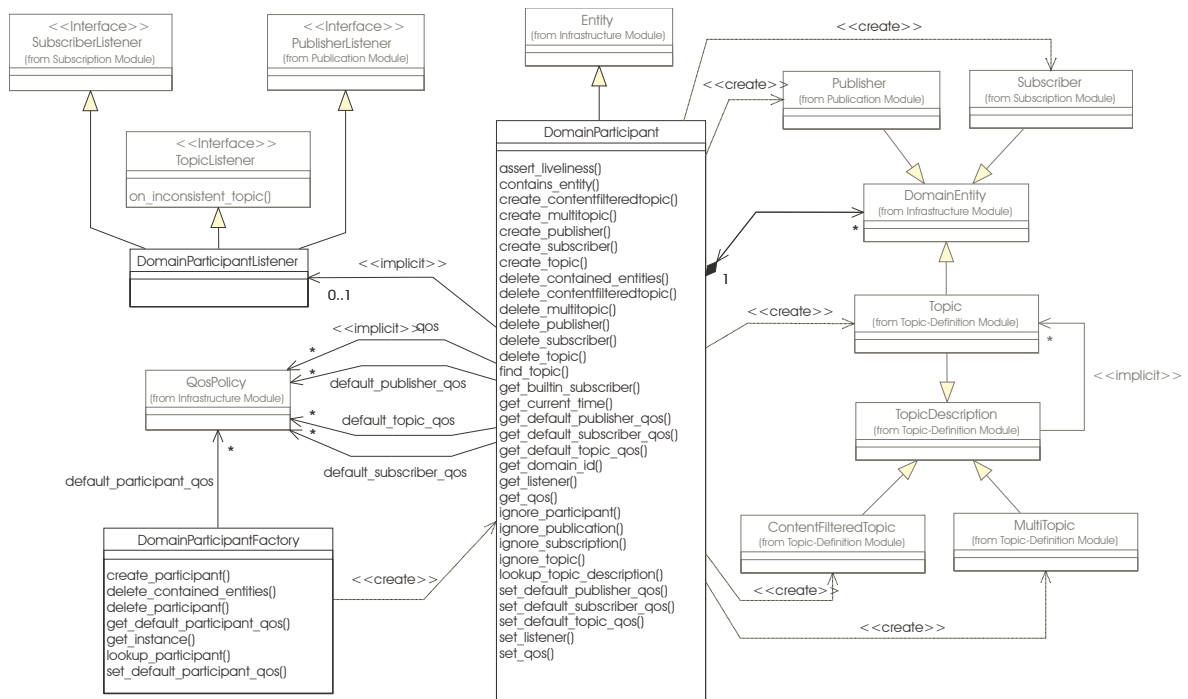 <<Interface>>
SubscriberListener
(from Subscription Module)
<<Interface>>
PublisherListener
(from Publication Module)
<<Interface>>
TopicListener
on_inconsistent_topic()
DomainParticipantListener
<<implicit>>
0..1
<<implicit>>
qos
*
*
default_publisher_qos
*
default_topic_qos
*
default_subscriber_qos
QosPolicy
(from Infrastructure Module)
*
default_participant_qos
DomainParticipantFactory
create_participant()
delete_contained_entities()
delete_participant()
get_default_participant_qos()
get_instance()
lookup_participant()
set_default_participant_qos()
<<create>>
Entity
(from Infrastructure Module)
DomainParticipant
assert_liveliness()
contains_entity()
create_contentfilteredtopic()
create_multitopic()
create_publisher()
create_subscriber()
create_topic()
delete_contained_entities()
delete_contentfilteredtopic()
delete_multitopic()
delete_publisher()
delete_subscriber()
delete_topic()
find_topic()
get_builtin_subscriber()
get_current_time()
get_default_publisher_qos()
get_default_subscriber_qos()
get_default_topic_qos()
get_domain_id()
get_listener()
get_qos()
ignore_participant()
ignore_publication()
ignore_subscription()
ignore_topic()
lookup_topic_description()
set_default_publisher_qos()
set_default_subscriber_qos()
set_default_topic_qos()
set_listener()
set_qos()
<<create>>
<<create>>
Publisher
(from Publication Module)
Subscriber
(from Subscription Module)
DomainEntity
(from Infrastructure Module)
*
1
<<create>>
Topic
(from Topic-Definition Module)
*
<<implicit>>
TopicDescription
(from Topic-Definition Module)
ContentFilteredTopic
(from Topic-Definition Module)
MultiTopic
(from Topic-Definition Module)
<<create>>
<<create>>